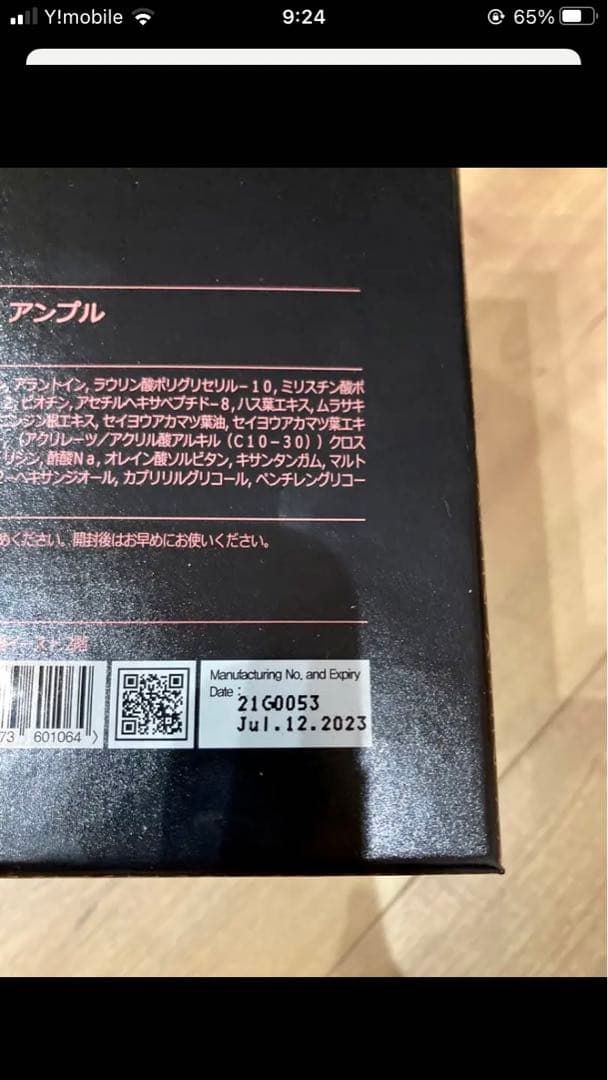 Y!mobile 9:24 65%
アンプル
アラントイン, ラウリン酸ポリグリセリル-10, ミリスチン酸ポ
2, ビオチン, アセチルヘキサペプチド-8, ハス葉エキス, ムラサキ
ニンジン根エキス, セイヨウアカマツ葉油, セイヨウアカマツ葉エキ
(アクリレーツ/アクリル酸アルキル (C10-30) ) クロス
リシン, 酢酸Na, オレイン酸ソルビタン, キサンタンガム, マルト
ヘキサンジオール, カプリリルグリコール, ペンチレングリコー
めください。開封後はお早めにお使いください。
Manufacturing No. and Expiry
Date :
21G0053
Jul.12.2023
73 601064 >